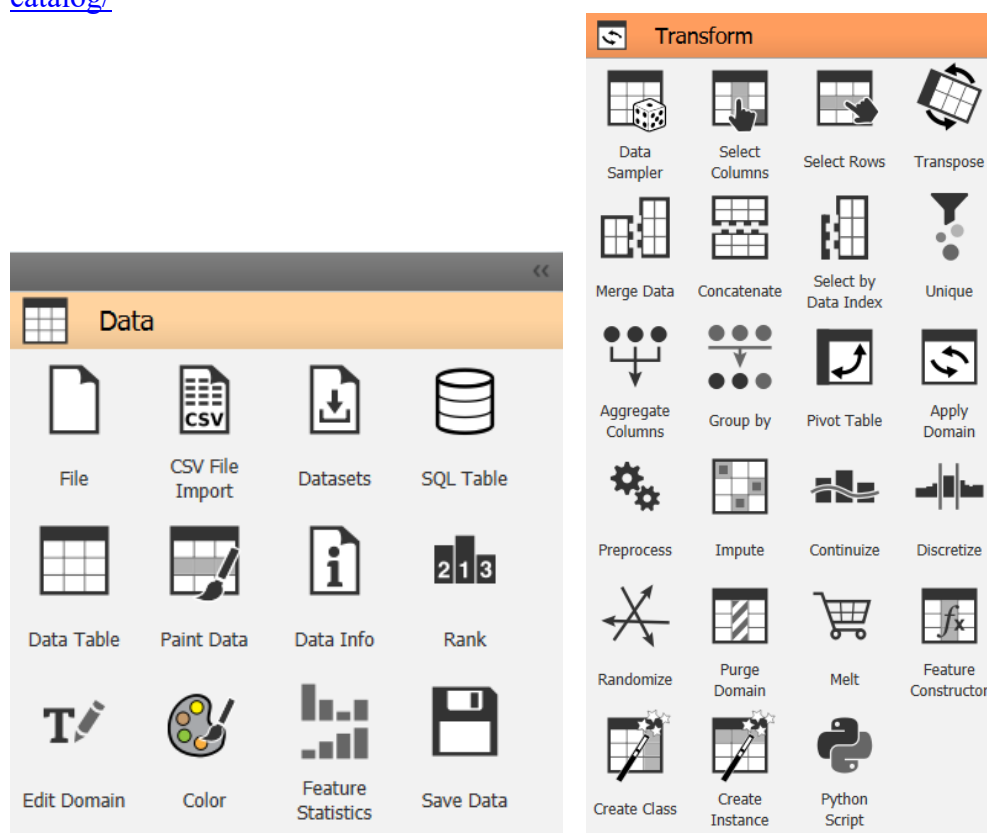 catalog/
Data
File
CSV
CSV File
Import
Datasets
SQL Table
Data Table
Paint Data
Data Info
2 1 3
Rank
T
Edit Domain
Color
Feature
Statistics
Save Data
Transform
Data
Sampler
Select
Columns
Select Rows
Transpose
Merge Data
Concatenate
Select by
Data Index
Unique
Aggregate
Columns
Group by
Pivot Table
Apply
Domain
Preprocess
Impute
Continuize
Discretize
Randomize
Purge
Domain
Melt
fx
Feature
Constructor
Create Class
Create
Instance
Python
Script